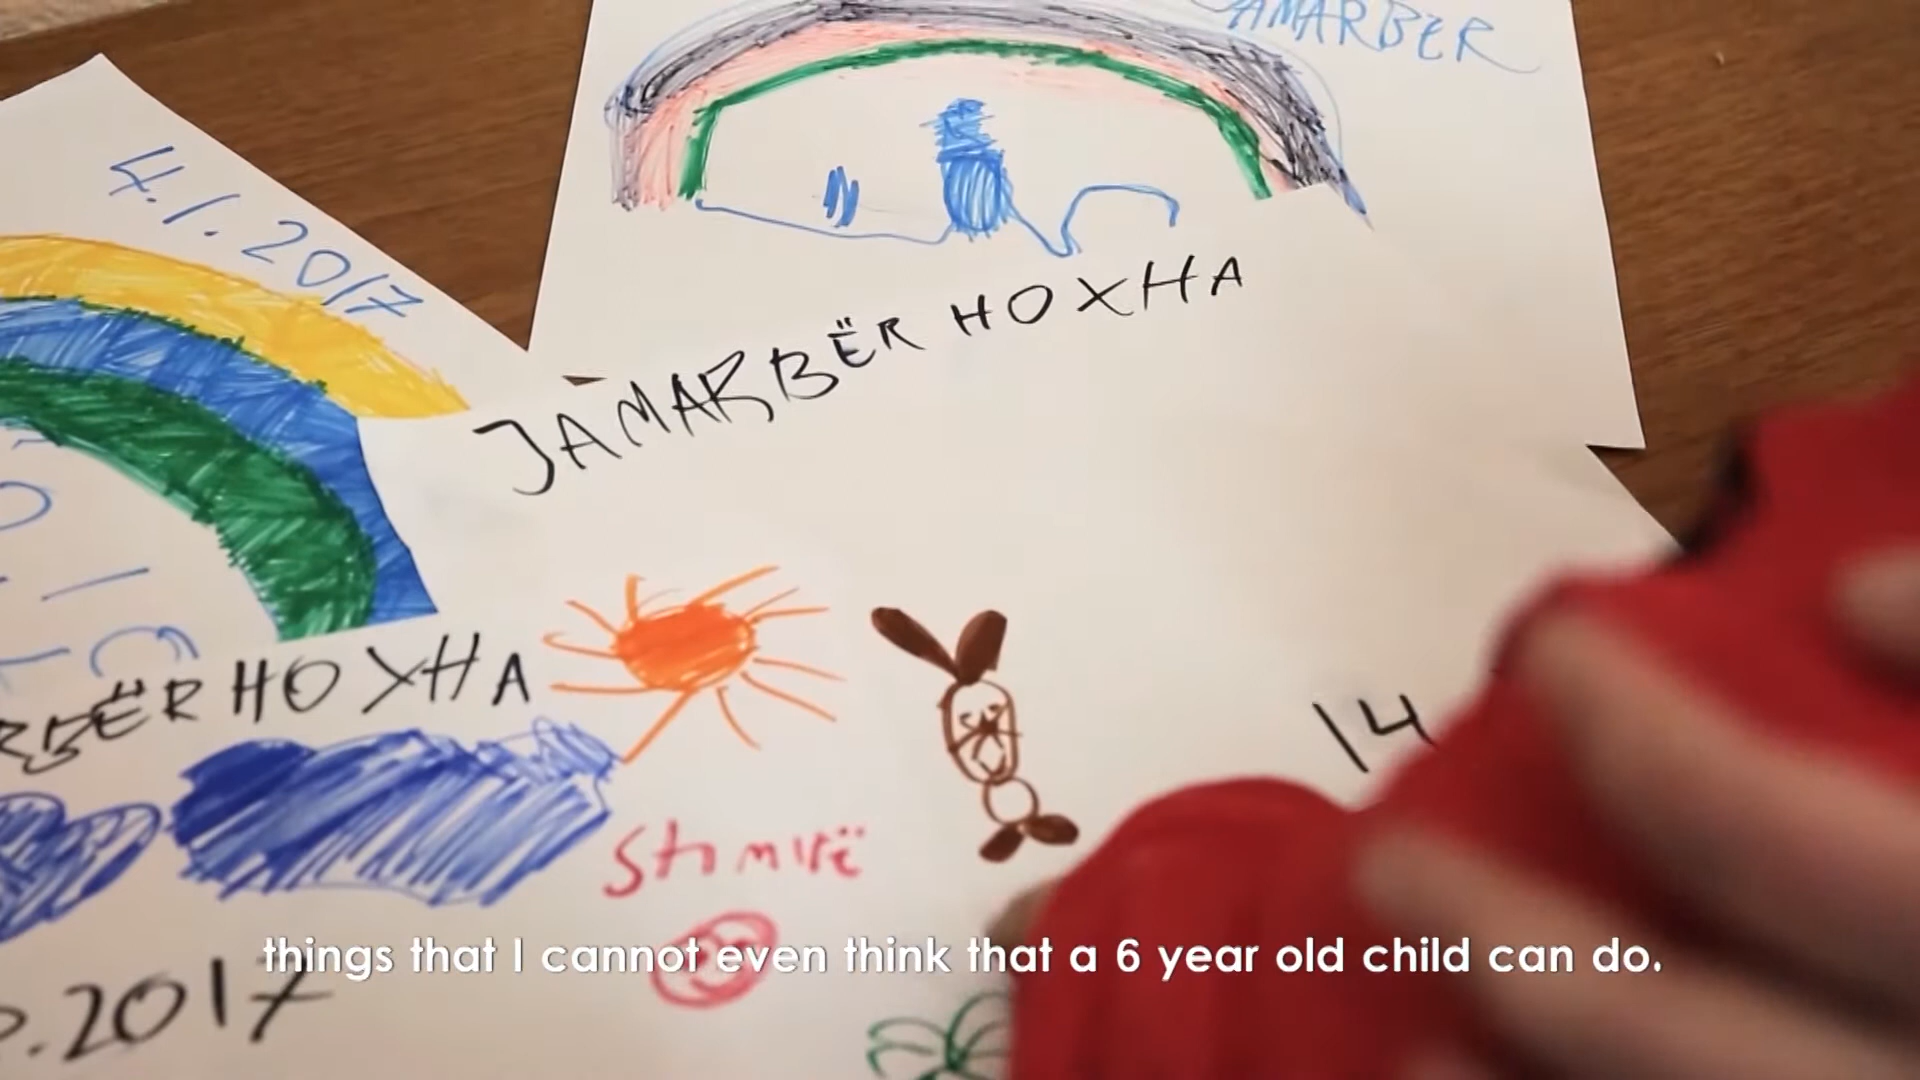 AMARBER
4.1.2017
JAMARBËR HOXHA
RBËR HOXHA
14
Shmirë
.2017
things that I cannot even think that a 6 year old child can do.